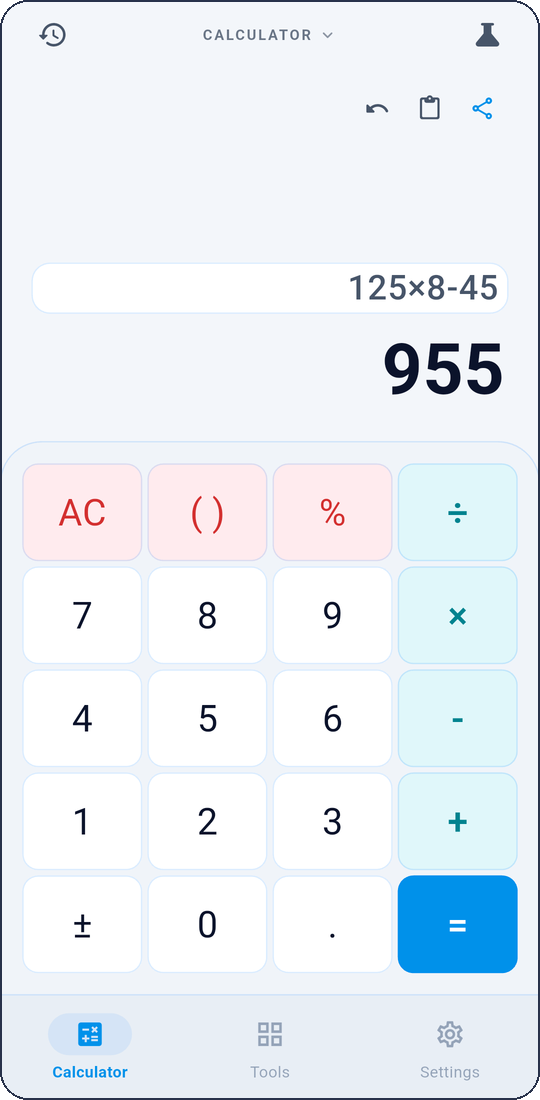 CALCULATOR
125×8-45
955
AC ( ) % ÷
7 8 9 ×
4 5 6 -
1 2 3 +
± 0 . =
Calculator Tools Settings